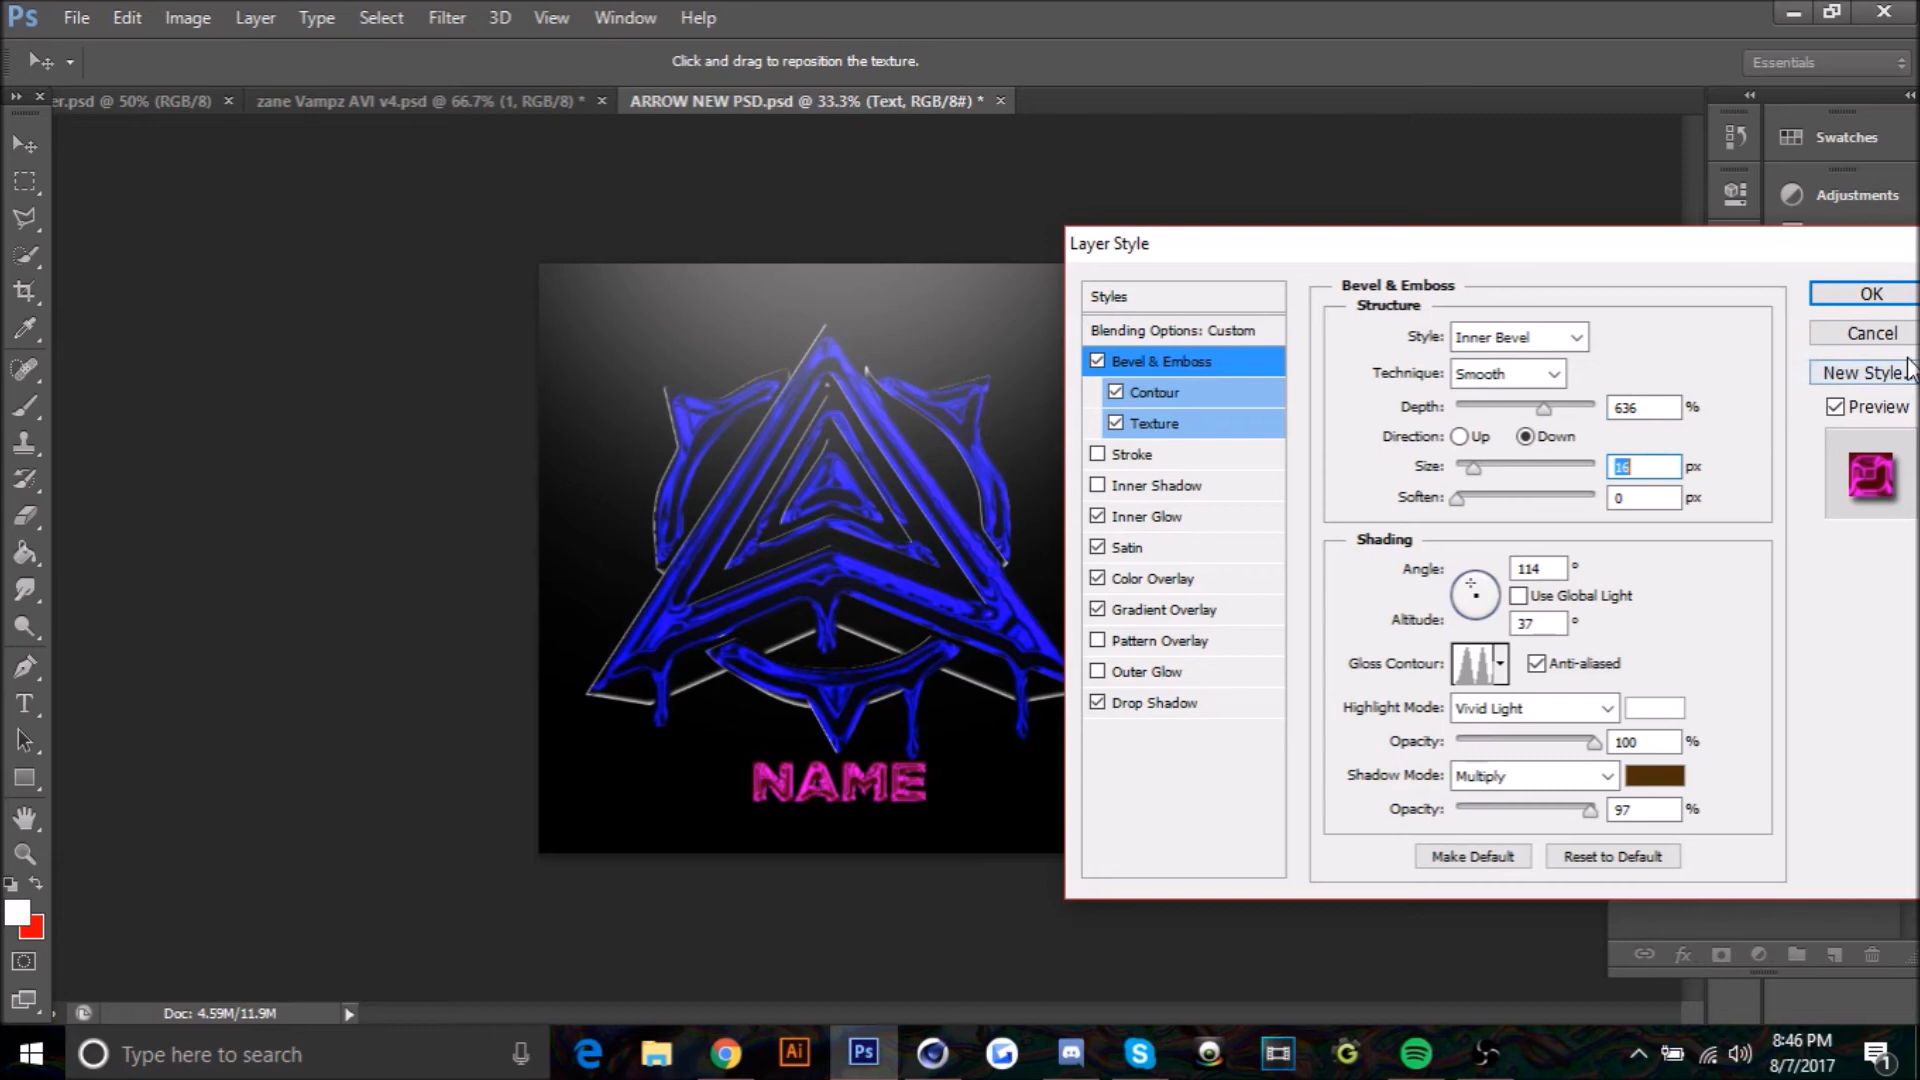 Ps File Edit Image Layer Type Select Filter 3D View Window Help
Click and drag to reposition the texture.
Essentials
er.psd @ 50% (RGB/8) zane Vampz AVI v4.psd @ 66.7% (1, RGB/8) * ARROW NEW PSD.psd @ 33.3% (Text, RGB/8#) *
Swatches
Adjustments
Layer Style
Styles
Blending Options: Custom
Bevel & Emboss
Contour
Texture
Stroke
Inner Shadow
Inner Glow
Satin
Color Overlay
Gradient Overlay
Pattern Overlay
Outer Glow
Drop Shadow
Bevel & Emboss
Structure
Style: Inner Bevel
Technique: Smooth
Depth: 636 %
Direction: Up Down
Size: 16 px
Soften: 0 px
Shading
Angle: 114 °
Use Global Light
Altitude: 37 °
Gloss Contour: Anti-aliased
Highlight Mode: Vivid Light
Opacity: 100 %
Shadow Mode: Multiply
Opacity: 97 %
Make Default Reset to Default
OK
Cancel
New Style.
Preview
NAME
T
fx
Doc: 4.59M/11.9M
Type here to search
Ai Ps
8:46 PM
8/7/2017
1